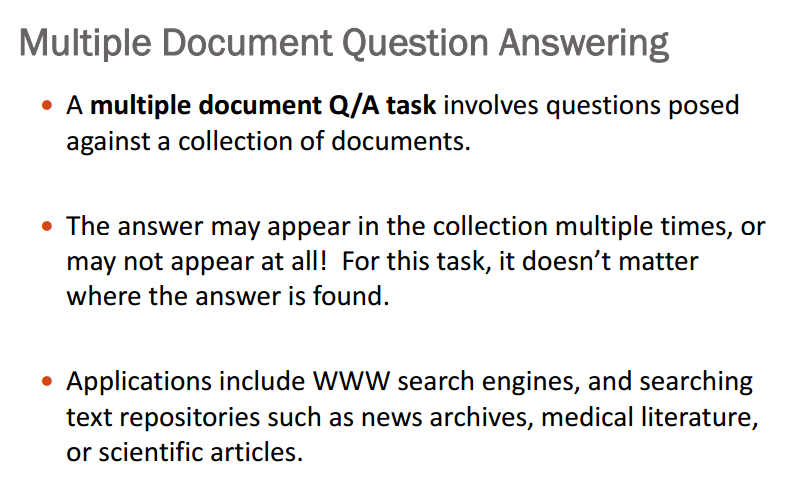 Multiple Document Question Answering
• A multiple document Q/A task involves questions posed
against a collection of documents.
• The answer may appear in the collection multiple times, or
may not appear at all!  For this task, it doesn’t matter
where the answer is found.
• Applications include WWW search engines, and searching
text repositories such as news archives, medical literature,
or scientific articles.